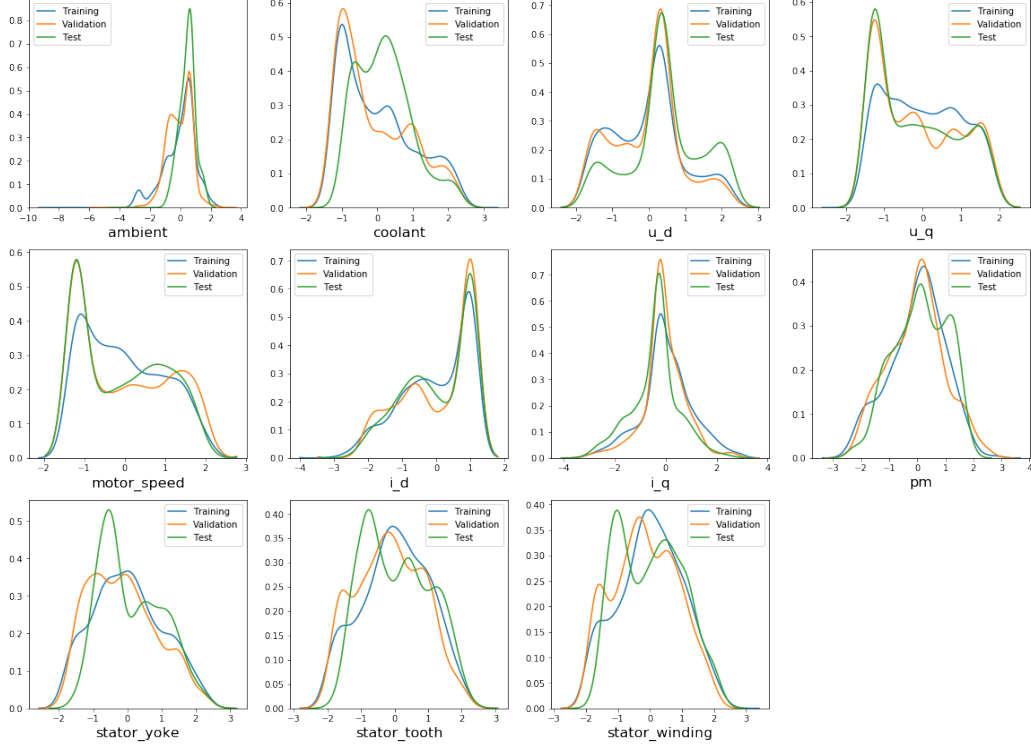 0.8
0.7
0.6
0.5
0.4
0.3
0.2
0.1
0.0
Training
Validation
Test
−10 −8 −6 −4 −2 0 2 4
ambient
0.6
0.5
0.4
0.3
0.2
0.1
0.0
Training
Validation
Test
−2 −1 0 1 2 3
coolant
0.7
0.6
0.5
0.4
0.3
0.2
0.1
0.0
Training
Validation
Test
−2 −1 0 1 2 3
u_d
0.6
0.5
0.4
0.3
0.2
0.1
0.0
Training
Validation
Test
−2 −1 0 1 2
u_q
0.6
0.5
0.4
0.3
0.2
0.1
0.0
Training
Validation
Test
−2 −1 0 1 2 3
motor_speed
0.7
0.6
0.5
0.4
0.3
0.2
0.1
0.0
Training
Validation
Test
−4 −3 −2 −1 0 1 2
i_d
0.7
0.6
0.5
0.4
0.3
0.2
0.1
0.0
Training
Validation
Test
−4 −2 0 2 4
i_q
0.4
0.3
0.2
0.1
0.0
Training
Validation
Test
−3 −2 −1 0 1 2 3 4
pm
0.5
0.4
0.3
0.2
0.1
0.0
Training
Validation
Test
−2 −1 0 1 2 3
stator_yoke
0.40
0.35
0.30
0.25
0.20
0.15
0.10
0.05
0.00
Training
Validation
Test
−3 −2 −1 0 1 2 3
stator_tooth
0.40
0.35
0.30
0.25
0.20
0.15
0.10
0.05
0.00
Training
Validation
Test
−3 −2 −1 0 1 2 3
stator_winding